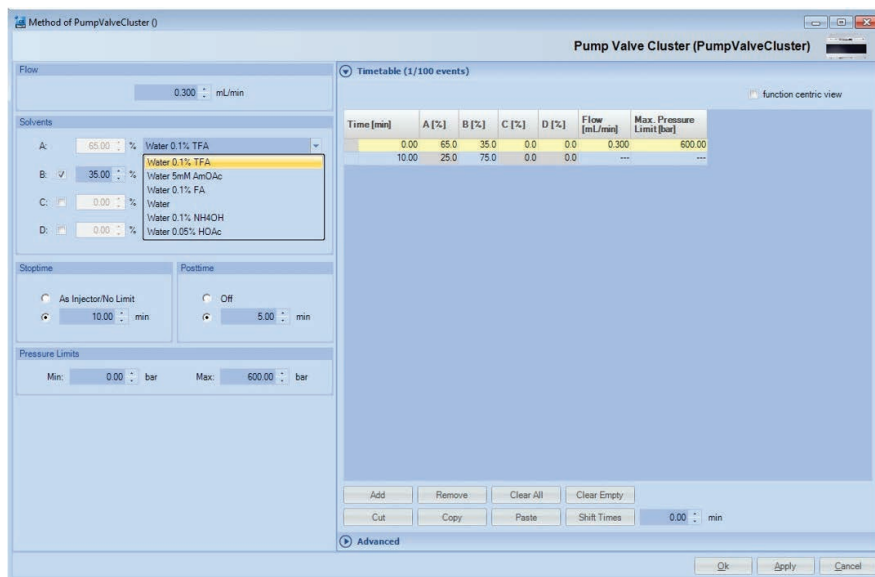 Method of PumpValveCluster ()
Pump Valve Cluster (PumpValveCluster)
Flow
0.300 mL/min
Solvents
A: 65.00 % Water 0.1% TFA
Water 0.1% TFA
Water 5mM AmOAc
Water 0.1% FA
Water
Water 0.1% NH4OH
Water 0.05% HOAc
B: 35.00 %
C: 0.00 %
D: 0.00 %
Stoptime
As Injector/No Limit
10.00 min
Posttime
Off
5.00 min
Pressure Limits
Min: 0.00 bar Max: 600.00 bar
Timetable (1/100 events)
function centric view
Time [min] A [%] B [%] C [%] D [%] Flow [mL/min] Max. Pressure Limit [bar]
0.00 65.0 35.0 0.0 0.0 0.300 600.00
10.00 25.0 75.0 0.0 0.0 --- ---
Add Remove Clear All Clear Empty
Cut Copy Paste Shift Times 0.00 min
Advanced
Ok Apply Cancel